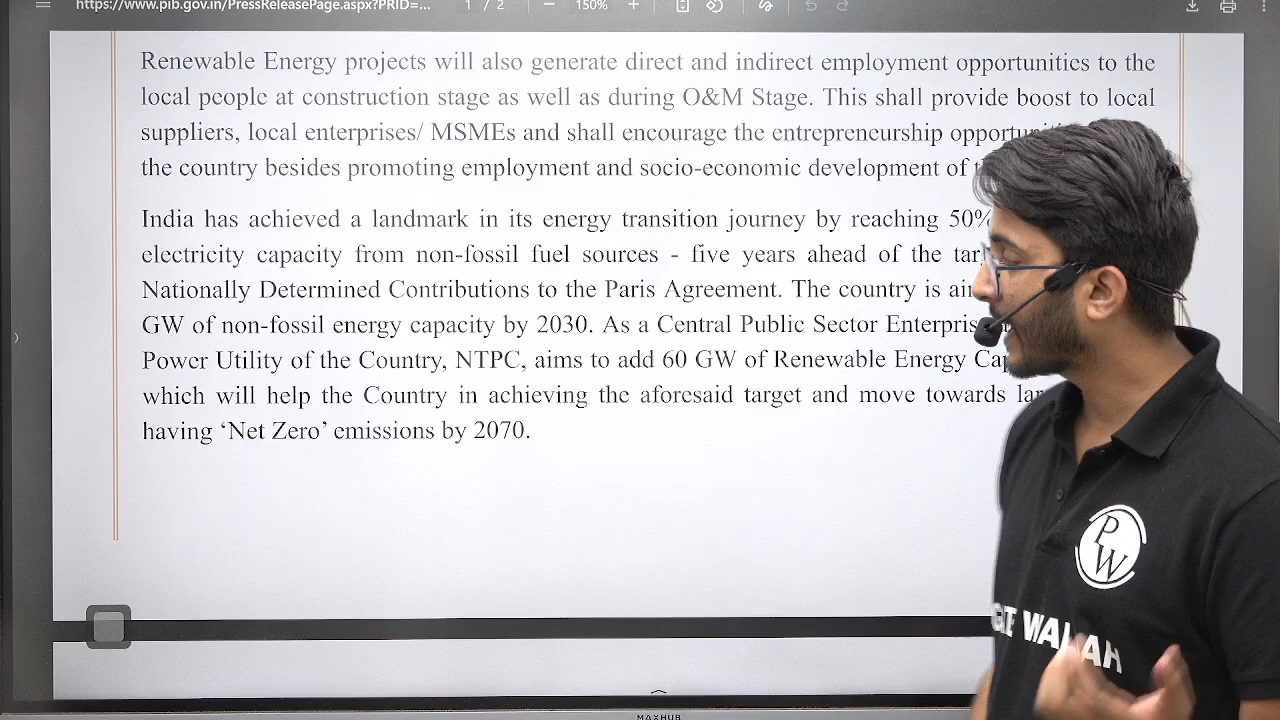 https://www.pib.gov.in/PressReleasePage.aspx?PRID=...
1 / 2
150%
Renewable Energy projects will also generate direct and indirect employment opportunities to the
local people at construction stage as well as during O&M Stage. This shall provide boost to local
suppliers, local enterprises/ MSMEs and shall encourage the entrepreneurship
the country besides promoting employment and socio-economic development of
India has achieved a landmark in its energy transition journey by reaching 50%
electricity capacity from non-fossil fuel sources - five years ahead of the
Nationally Determined Contributions to the Paris Agreement. The country is
GW of non-fossil energy capacity by 2030. As a Central Public Sector
Power Utility of the Country, NTPC, aims to add 60 GW of Renewable Energy
which will help the Country in achieving the aforesaid target and move towards
having ‘Net Zero’ emissions by 2070.
PW
WALLAH
MAXHUB